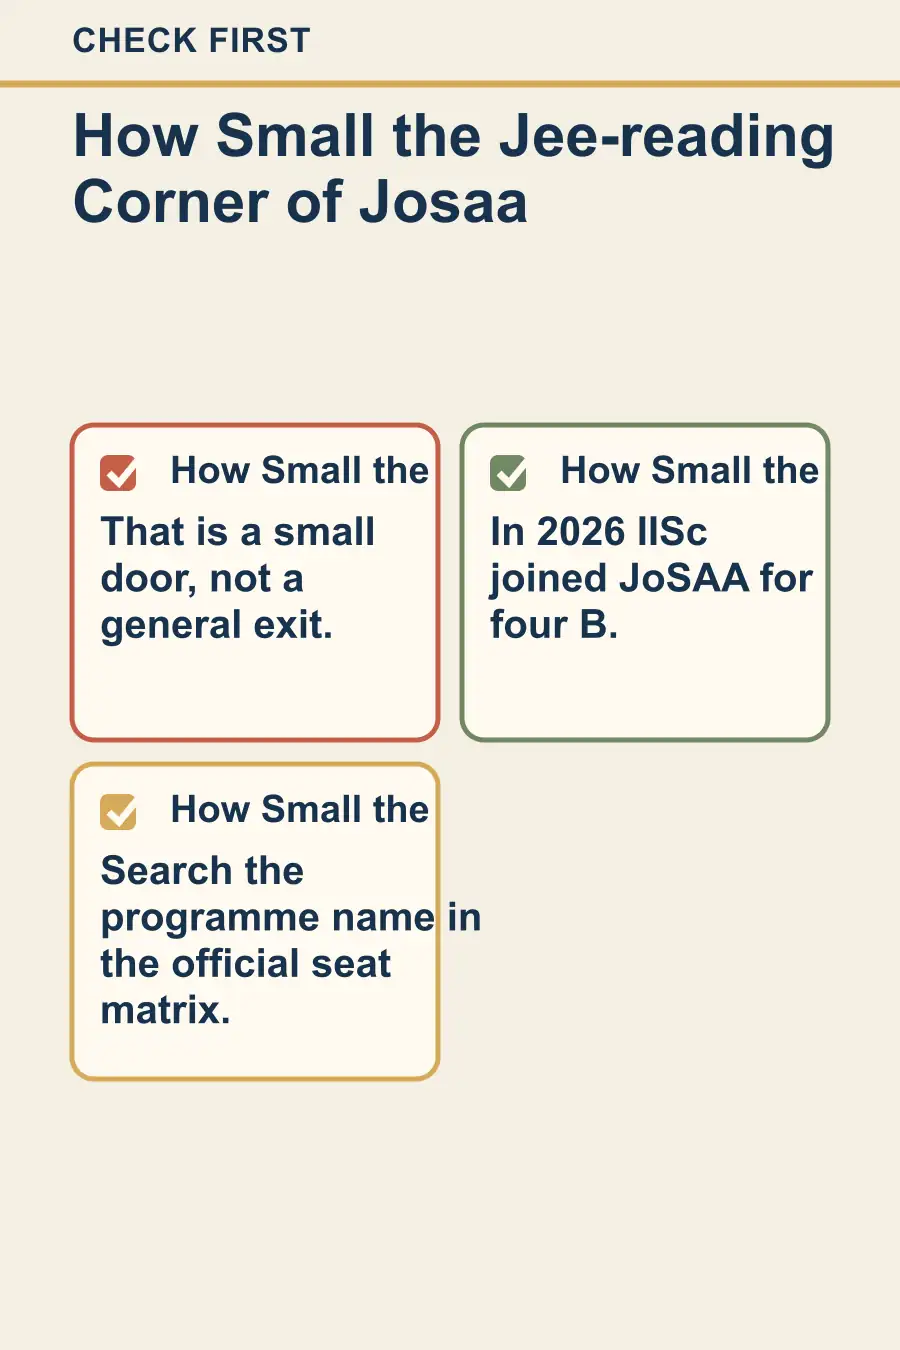 CHECK FIRST
How Small the Jee-reading
Corner of Josaa
How Small the
That is a small
door, not a
general exit.
How Small the
In 2026 IISc
joined JoSAA for
four B.
How Small the
Search the
programme name in
the official seat
matrix.